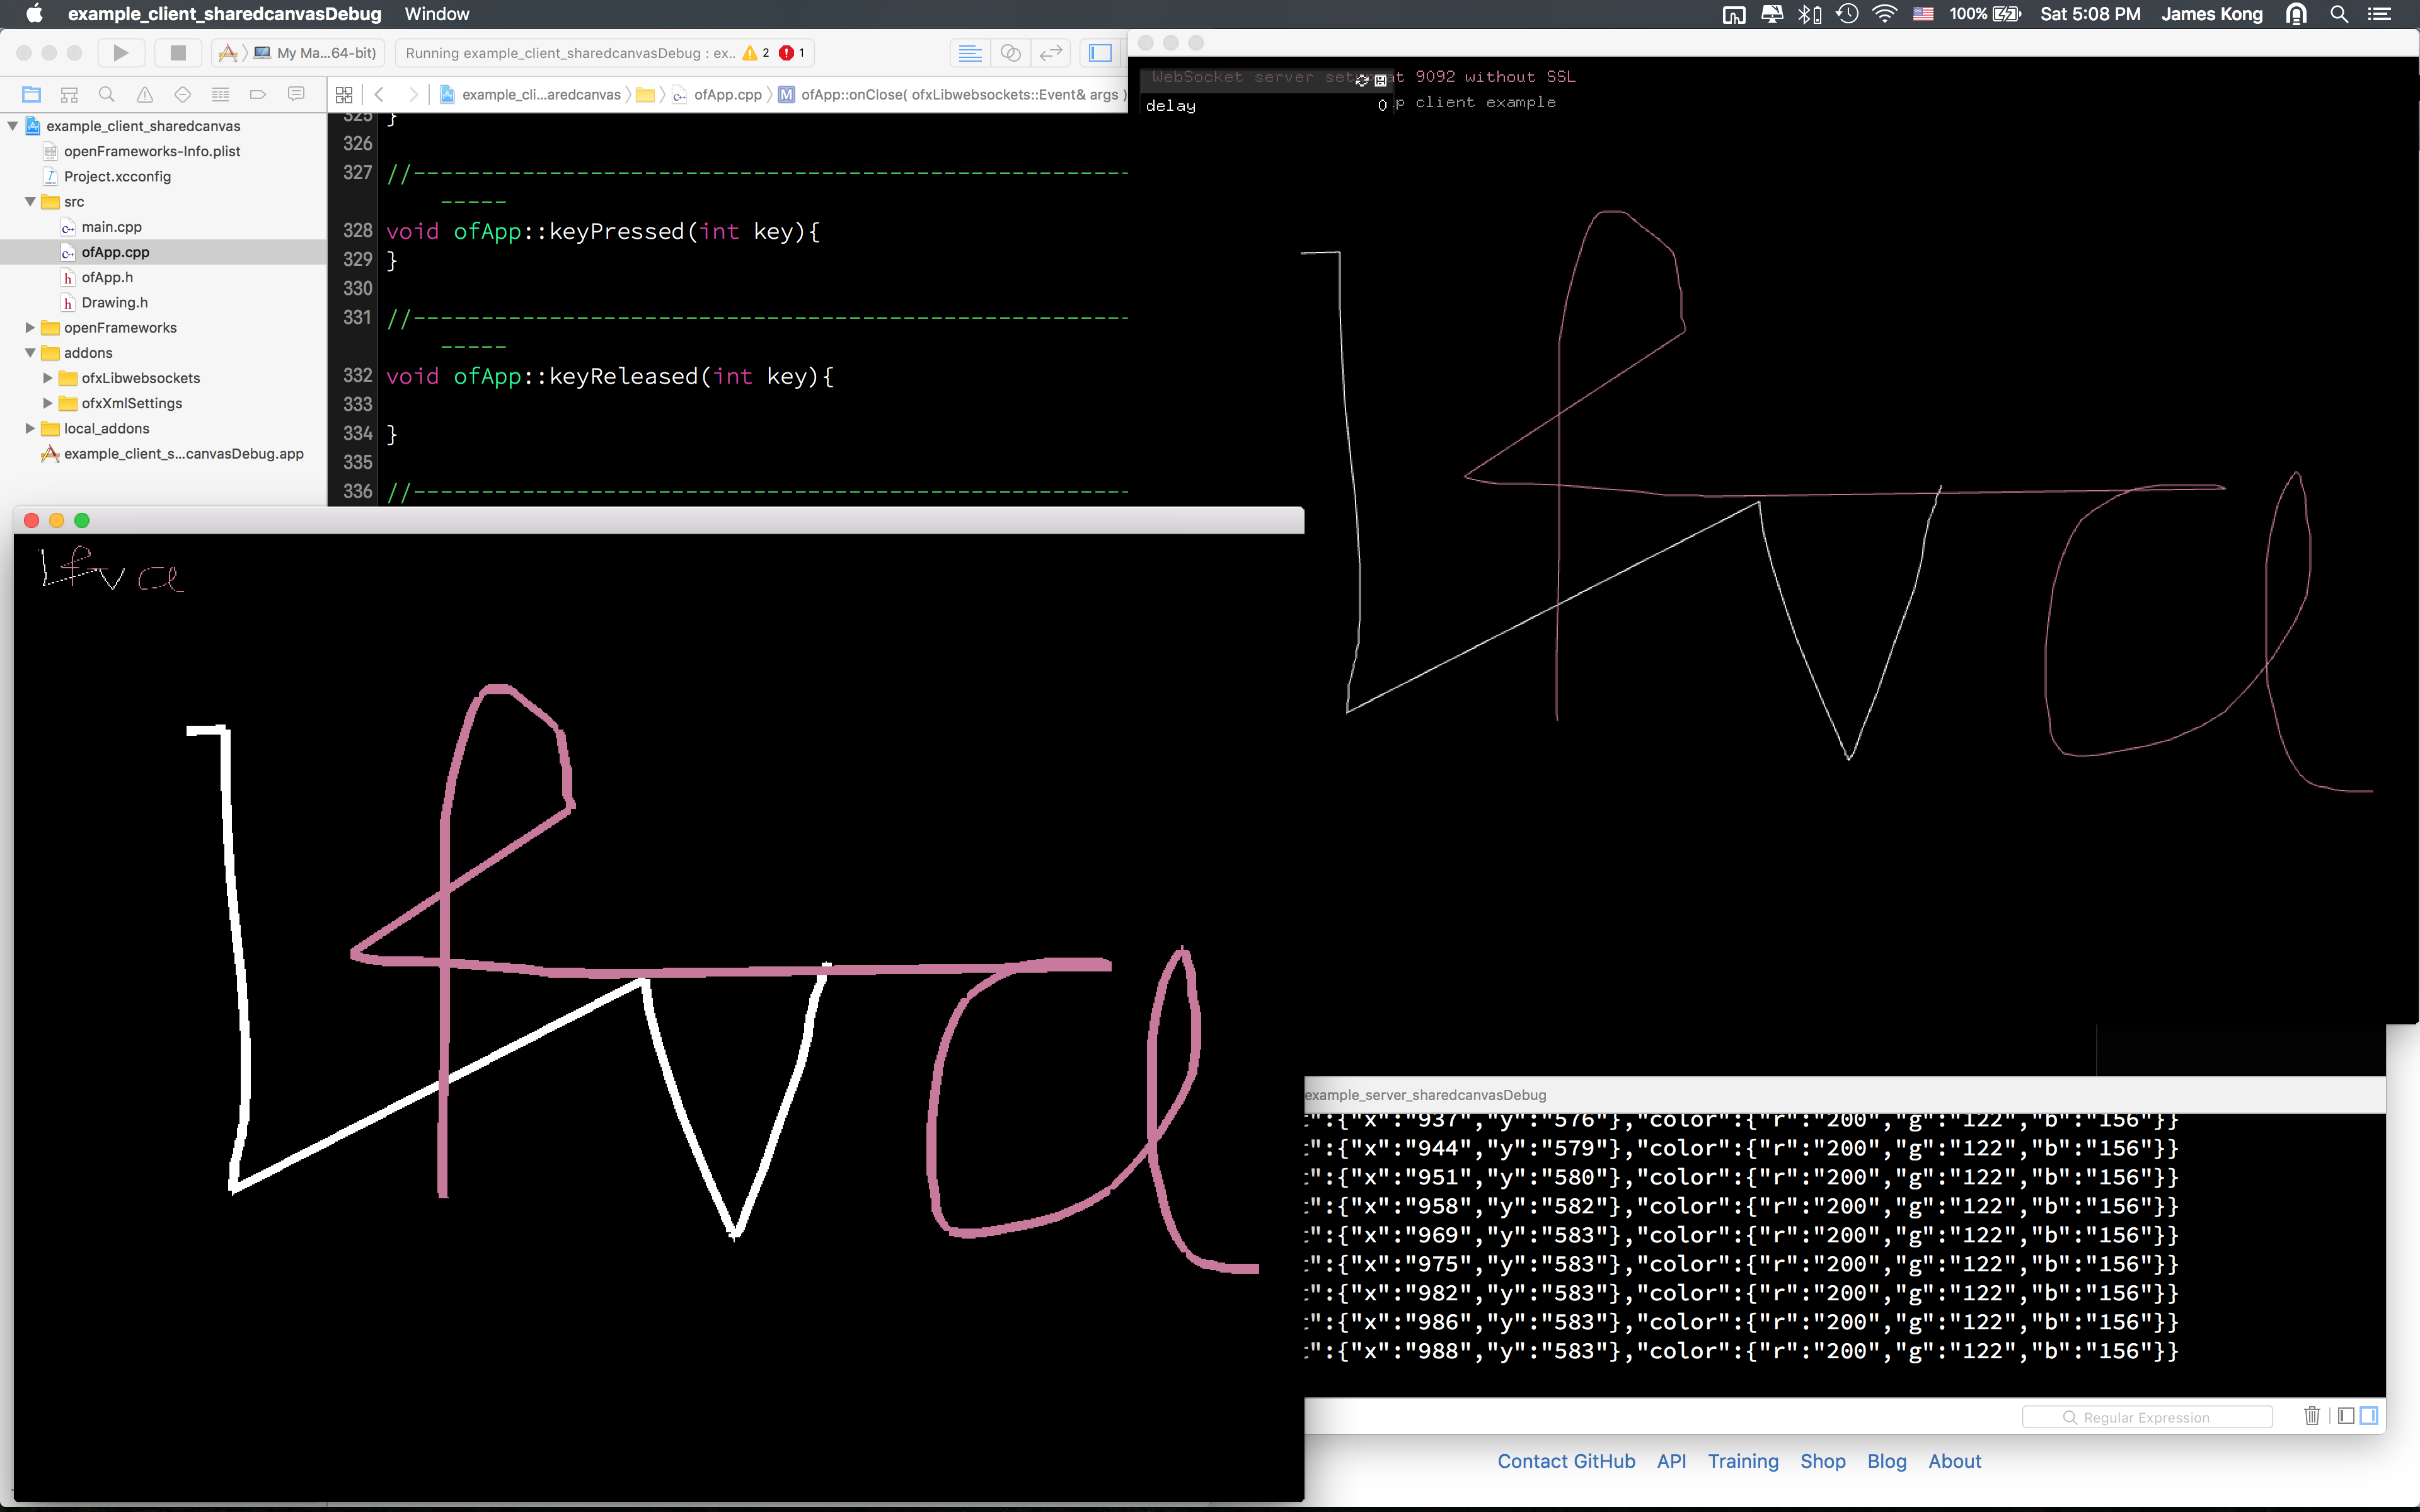 example_client_sharedcanvasDebug Window
100% Sat 5:08 PM James Kong
My Ma...64-bit)
Running example_client_sharedcanvasDebug : ex.. 2 1
example_cli...aredcanvas ofApp.cpp M ofApp::onClose( ofxLibwebsockets::Event& args )
example_client_sharedcanvas
openFrameworks-Info.plist
Project.xcconfig
src
main.cpp
ofApp.cpp
ofApp.h
Drawing.h
openFrameworks
addons
ofxLibwebsockets
ofxXmlSettings
local_addons
example_client_s...canvasDebug.app
325 }
326
327 //-----------------------------------------------------
-----
328 void ofApp::keyPressed(int key){
329 }
330
331 //-----------------------------------------------------
-----
332 void ofApp::keyReleased(int key){
333
334 }
335
336 //-----------------------------------------------------
WebSocket server setup at 9092 without SSL
delay 0
p client example
example_server_sharedcanvasDebug
":{"x":"937","y":"576"},"color":{"r":"200","g":"122","b":"156"}}
":{"x":"944","y":"579"},"color":{"r":"200","g":"122","b":"156"}}
":{"x":"951","y":"580"},"color":{"r":"200","g":"122","b":"156"}}
":{"x":"958","y":"582"},"color":{"r":"200","g":"122","b":"156"}}
":{"x":"969","y":"583"},"color":{"r":"200","g":"122","b":"156"}}
":{"x":"975","y":"583"},"color":{"r":"200","g":"122","b":"156"}}
":{"x":"982","y":"583"},"color":{"r":"200","g":"122","b":"156"}}
":{"x":"986","y":"583"},"color":{"r":"200","g":"122","b":"156"}}
":{"x":"988","y":"583"},"color":{"r":"200","g":"122","b":"156"}}
Regular Expression
Contact GitHub API Training Shop Blog About